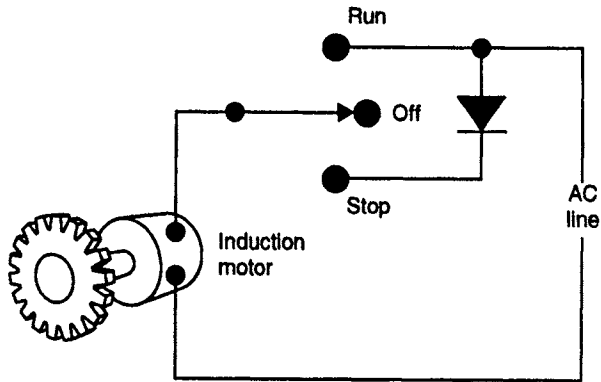 Run
Off
Stop
AC
line
Induction
motor